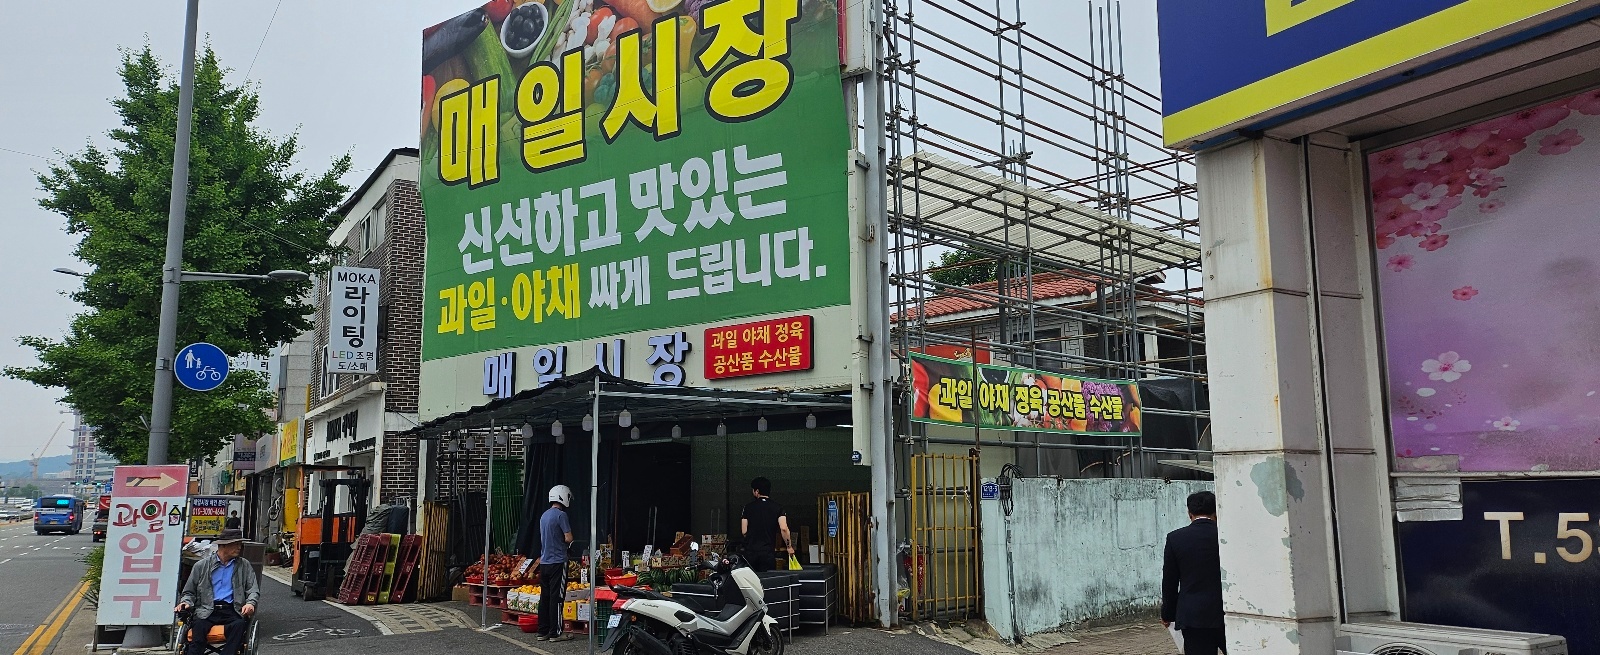 매일시장
신선하고 맛있는
과일·야채 싸게 드립니다.
MOKA
라이팅
LED조명
도/소매
매일시장
과일 야채 정육
공산품 수산물
과일 야채 정육 공산품 수산물
과일
입구
T.5